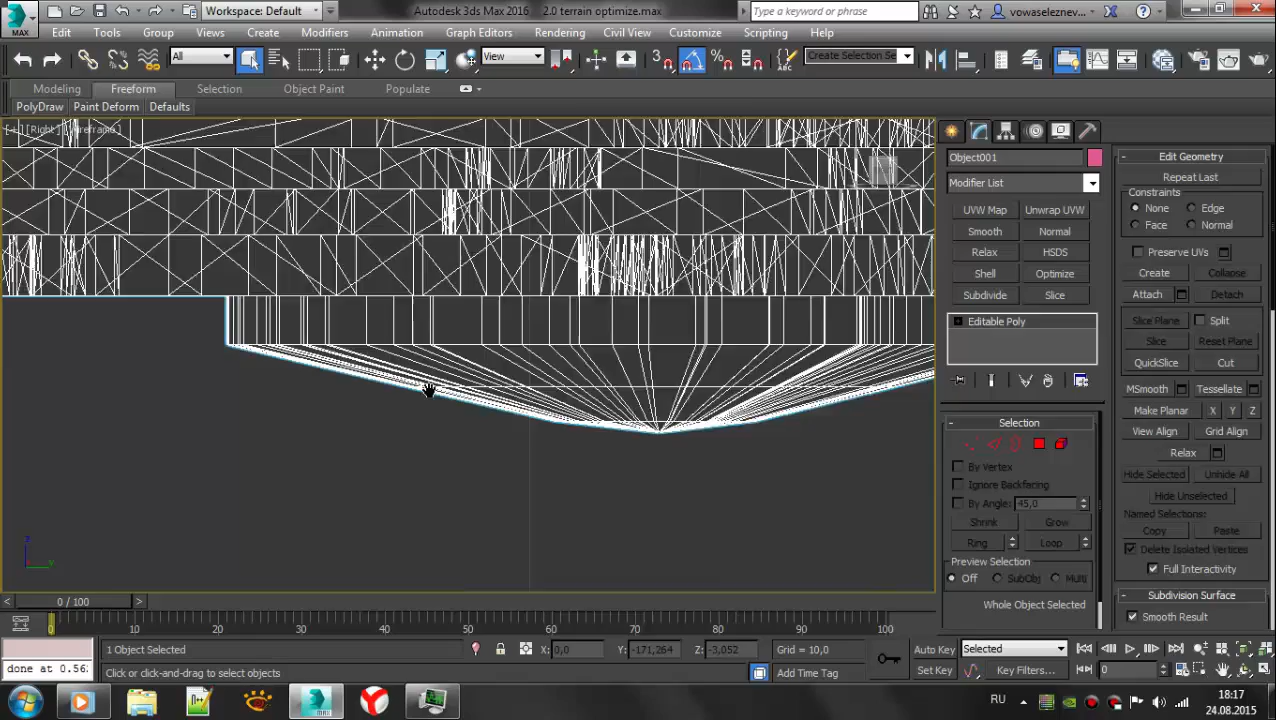 MAX
Workspace: Default
Autodesk 3ds Max 2016
2.0 terrain optimize.max
Type a keyword or phrase
vowaseleznev...
Edit
Tools
Group
Views
Create
Modifiers
Animation
Graph Editors
Rendering
Civil View
Customize
Scripting
Help
All
View
Create Selection Se
Modeling
Freeform
Selection
Object Paint
Populate
PolyDraw
Paint Deform
Defaults
[+][Right]
Object001
Modifier List
UVW Map
Unwrap UVW
Smooth
Normal
Relax
HSDS
Shell
Optimize
Subdivide
Slice
Editable Poly
Selection
By Vertex
Ignore Backfacing
By Angle:
45,0
Shrink
Grow
Ring
Loop
Preview Selection
Off
SubObj
Multi
Whole Object Selected
Edit Geometry
Repeat Last
Constraints
None
Edge
Face
Normal
Preserve UVs
Create
Collapse
Attach
Detach
Slice Plane
Split
Slice
Reset Plane
QuickSlice
Cut
MSmooth
Tessellate
Make Planar
X
Y
Z
View Align
Grid Align
Relax
Hide Selected
Unhide All
Hide Unselected
Named Selections:
Copy
Paste
Delete Isolated Vertices
Full Interactivity
Subdivision Surface
Smooth Result
z
y
0 / 100
0
10
20
30
40
50
60
70
80
90
100
1 Object Selected
X:
0,0
Y:
-171,264
Z:
-3,052
Grid = 10,0
Auto Key
Selected
done at 0.56
Click or click-and-drag to select objects
Add Time Tag
Set Key
Key Filters...
0
RU
18:17
24.08.2015